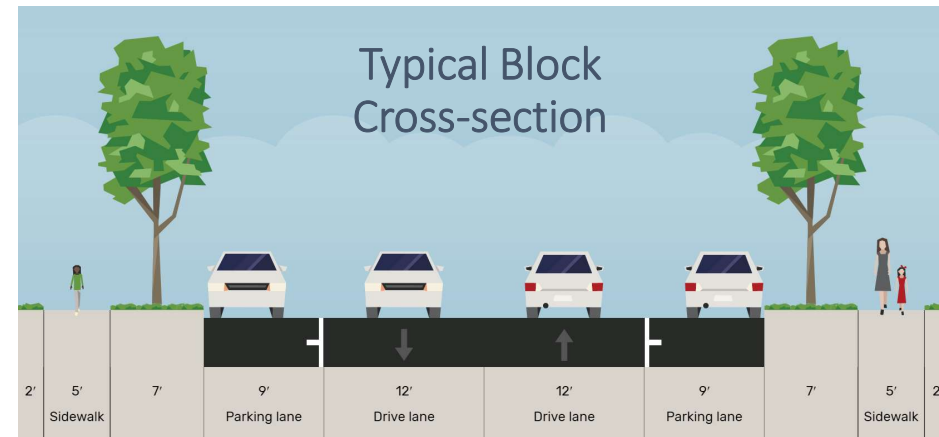 Typical Block
Cross-section
2′ 5′ 7′ 9′ 12′ 12′ 9′ 7′ 5′ 2
Sidewalk Parking lane Drive lane Drive lane Parking lane Sidewalk